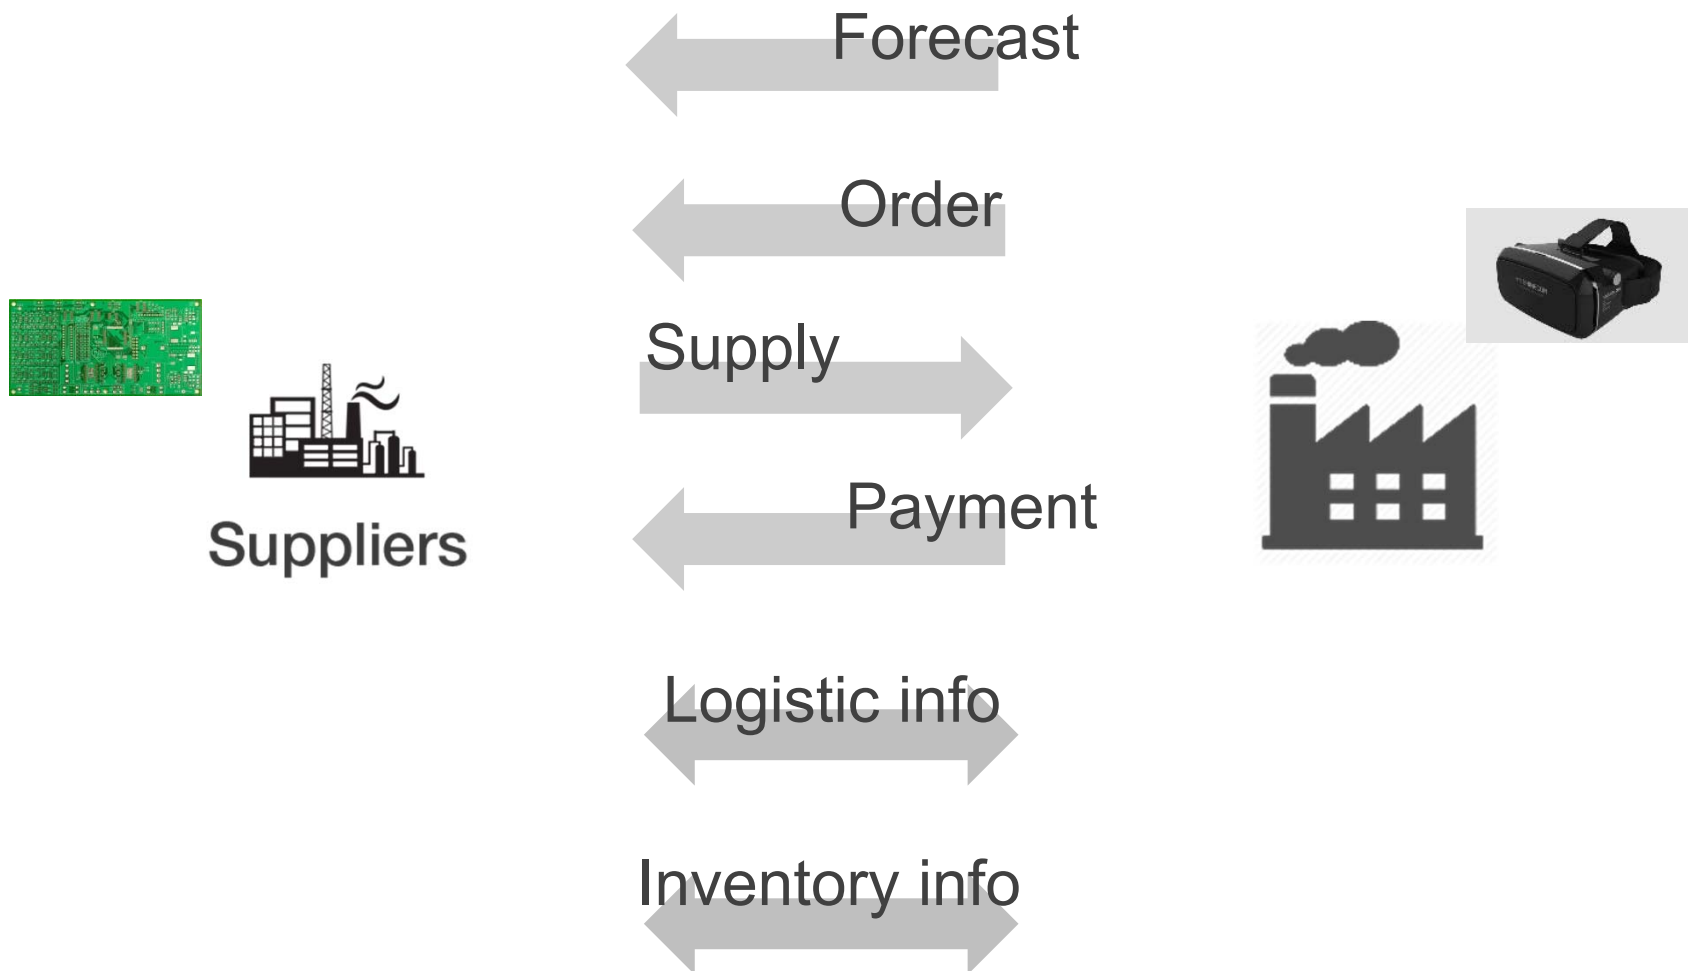 Forecast
Order
Supply
Payment
Suppliers
Logistic info
Inventory info